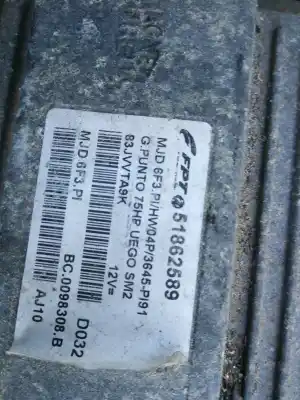 FPT 51862589
MJD 6F3.PI/HW04P/3645-PI91
G.PUNTO 75HP UEGO SM2
83JVVTA9K
12V=
MJD 6F3.PI
D032
BC.0098308.B
AJ10